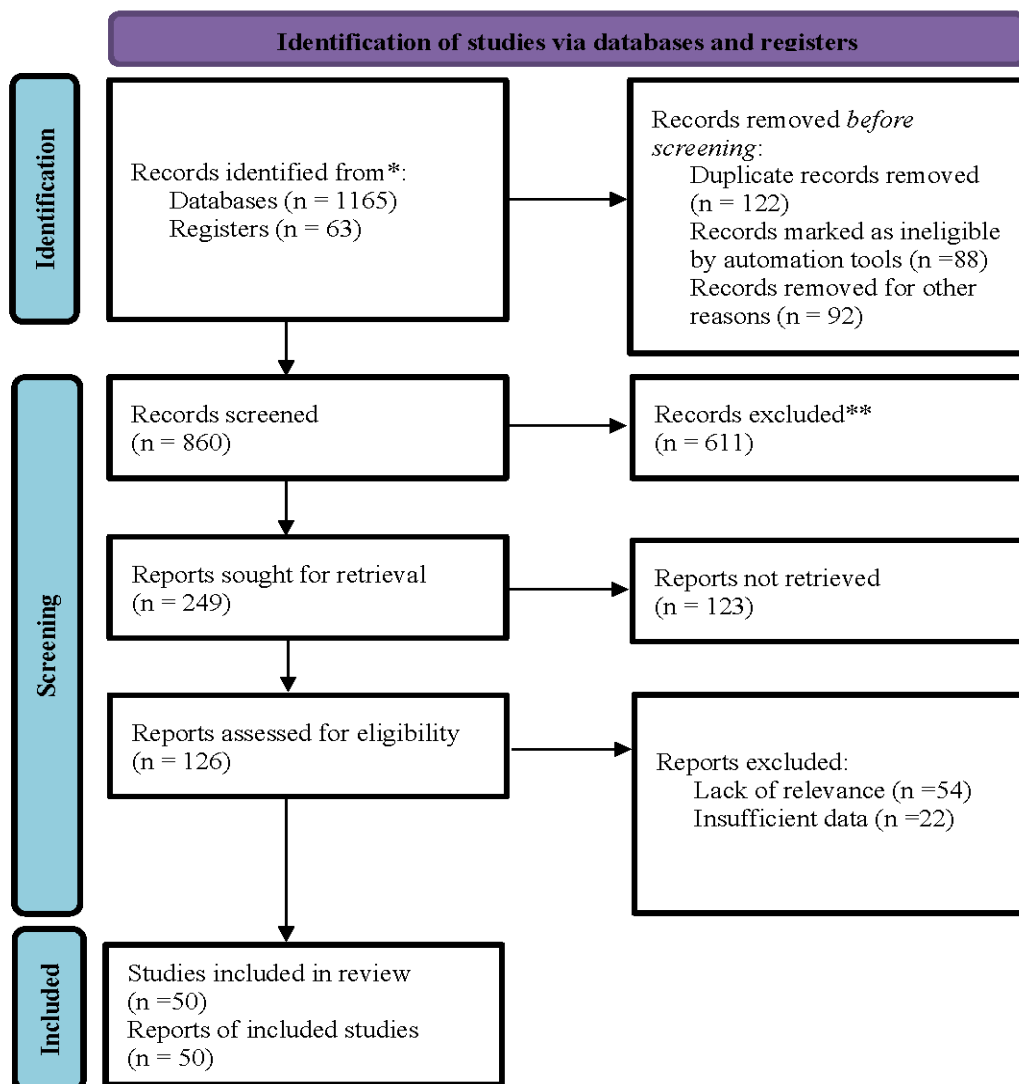 Identification of studies via databases and registers
Identification
Records identified from*:
Databases (n = 1165)
Registers (n = 63)
Records removed before
screening:
Duplicate records removed
(n = 122)
Records marked as ineligible
by automation tools (n =88)
Records removed for other
reasons (n = 92)
Screening
Records screened
(n = 860)
Records excluded**
(n = 611)
Reports sought for retrieval
(n = 249)
Reports not retrieved
(n = 123)
Reports assessed for eligibility
(n = 126)
Reports excluded:
Lack of relevance (n =54)
Insufficient data (n =22)
Included
Studies included in review
(n =50)
Reports of included studies
(n = 50)